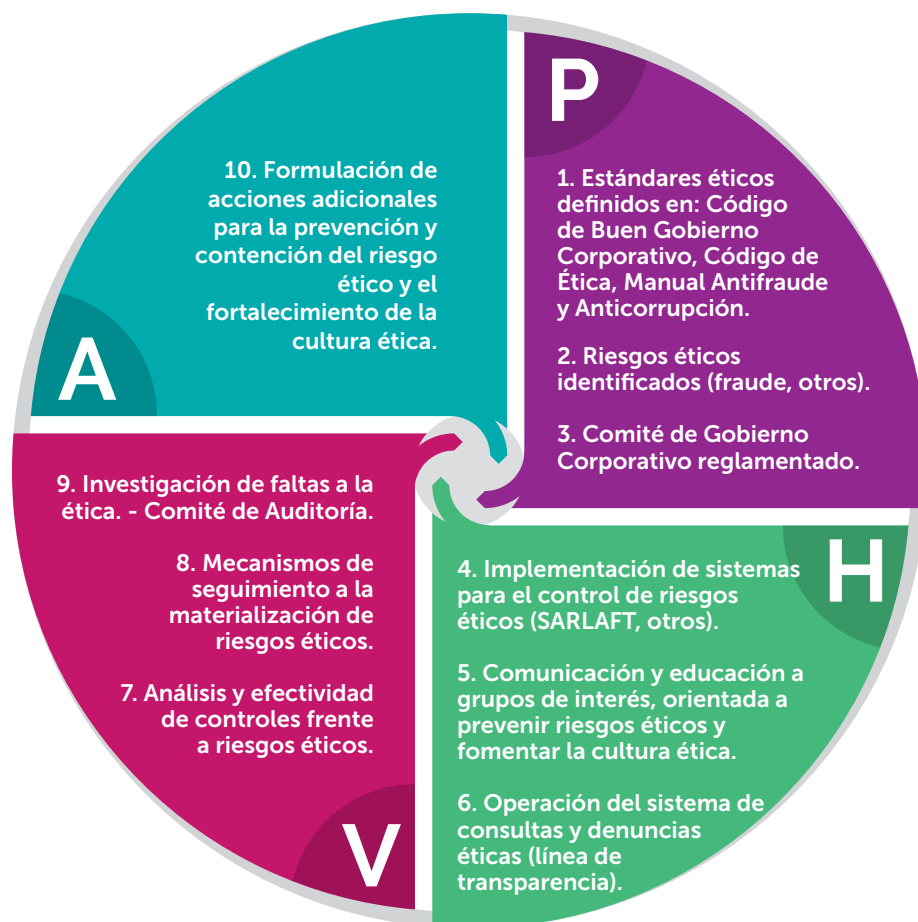 P
1. Estándares éticos
definidos en: Código
de Buen Gobierno
Corporativo, Código de
Ética, Manual Antifraude
y Anticorrupción.
2. Riesgos éticos
identificados (fraude, otros).
3. Comité de Gobierno
Corporativo reglamentado.
H
4. Implementación de sistemas
para el control de riesgos
éticos (SARLAFT, otros).
5. Comunicación y educación a
grupos de interés, orientada a
prevenir riesgos éticos y
fomentar la cultura ética.
6. Operación del sistema de
consultas y denuncias
éticas (línea de
transparencia).
V
9. Investigación de faltas a la
ética. - Comité de Auditoría.
8. Mecanismos de
seguimiento a la
materialización de
riesgos éticos.
7. Análisis y efectividad
de controles frente
a riesgos éticos.
A
10. Formulación de
acciones adicionales
para la prevención y
contención del riesgo
ético y el
fortalecimiento de la
cultura ética.